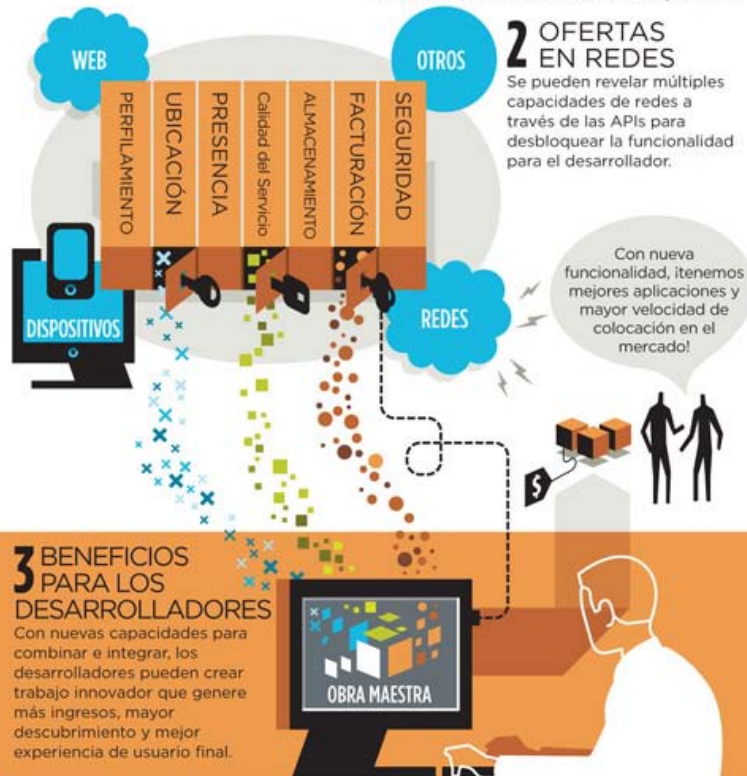 WEB
OTROS
2 OFERTAS
EN REDES
Se pueden revelar múltiples
capacidades de redes a
través de las APIs para
desbloquear la funcionalidad
para el desarrollador.
PERFILAMIENTO
UBICACIÓN
PRESENCIA
Calidad del Servicio
ALMACENAMIENTO
FACTURACIÓN
SEGURIDAD
DISPOSITIVOS
REDES
Con nueva
funcionalidad, itenemos
mejores aplicaciones y
mayor velocidad de
colocación en el
mercado!
$
3 BENEFICIOS
PARA LOS
DESARROLLADORES
Con nuevas capacidades para
combinar e integrar, los
desarrolladores pueden crear
trabajo innovador que genere
más ingresos, mayor
descubrimiento y mejor
experiencia de usuario final.
OBRA MAESTRA